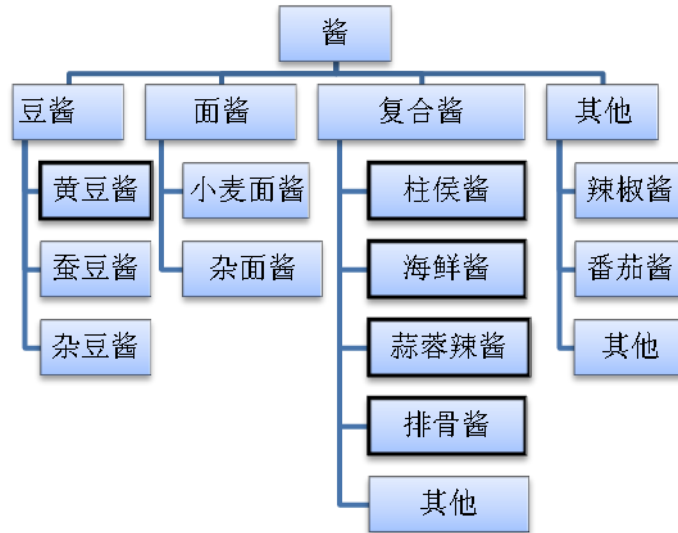 酱
豆酱
面酱
复合酱
其他
黄豆酱
小麦面酱
柱侯酱
辣椒酱
蚕豆酱
杂面酱
海鲜酱
番茄酱
杂豆酱
蒜蓉辣酱
其他
排骨酱
其他